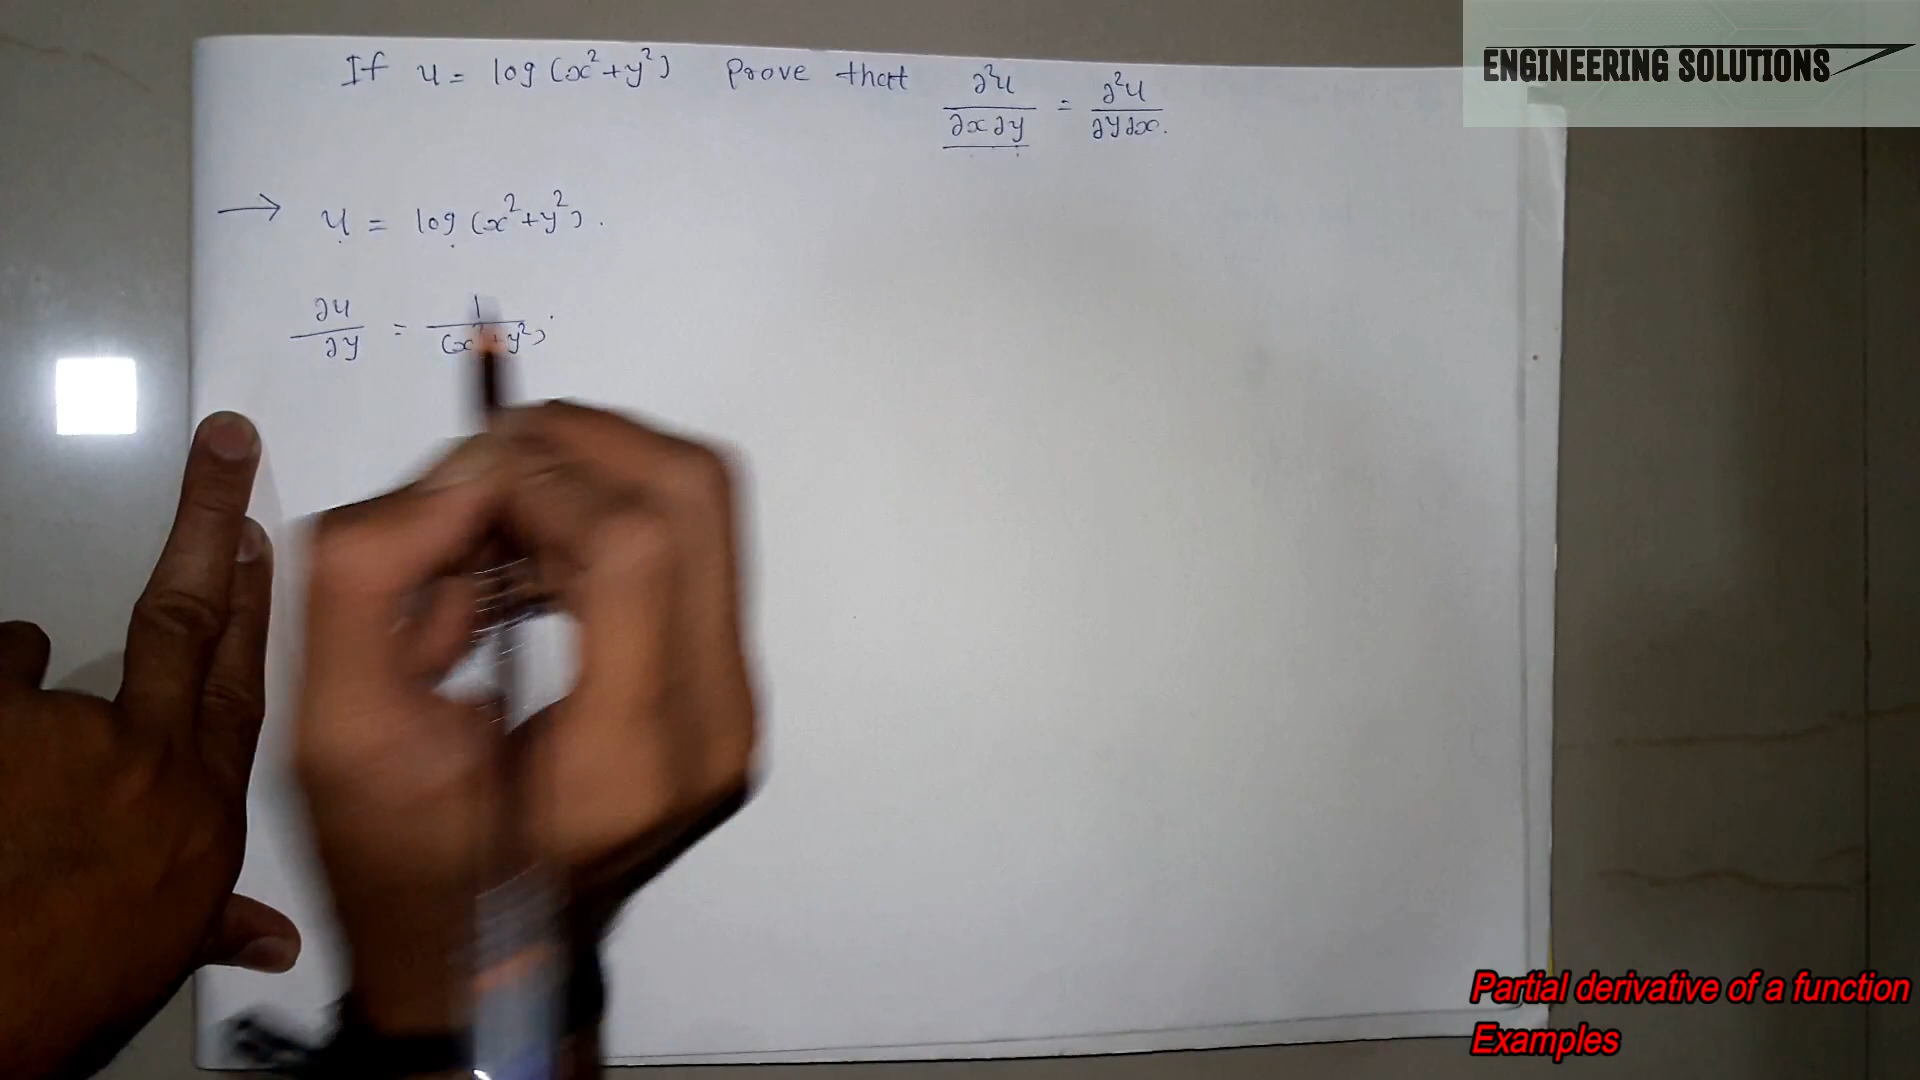 If u = log (x²+y²) Prove that ∂²u/∂x∂y = ∂²u/∂y∂x.
→ u = log (x²+y²).
∂u/∂y = 1/(x²+y²) ·
ENGINEERING SOLUTIONS
Partial derivative of a function
Examples